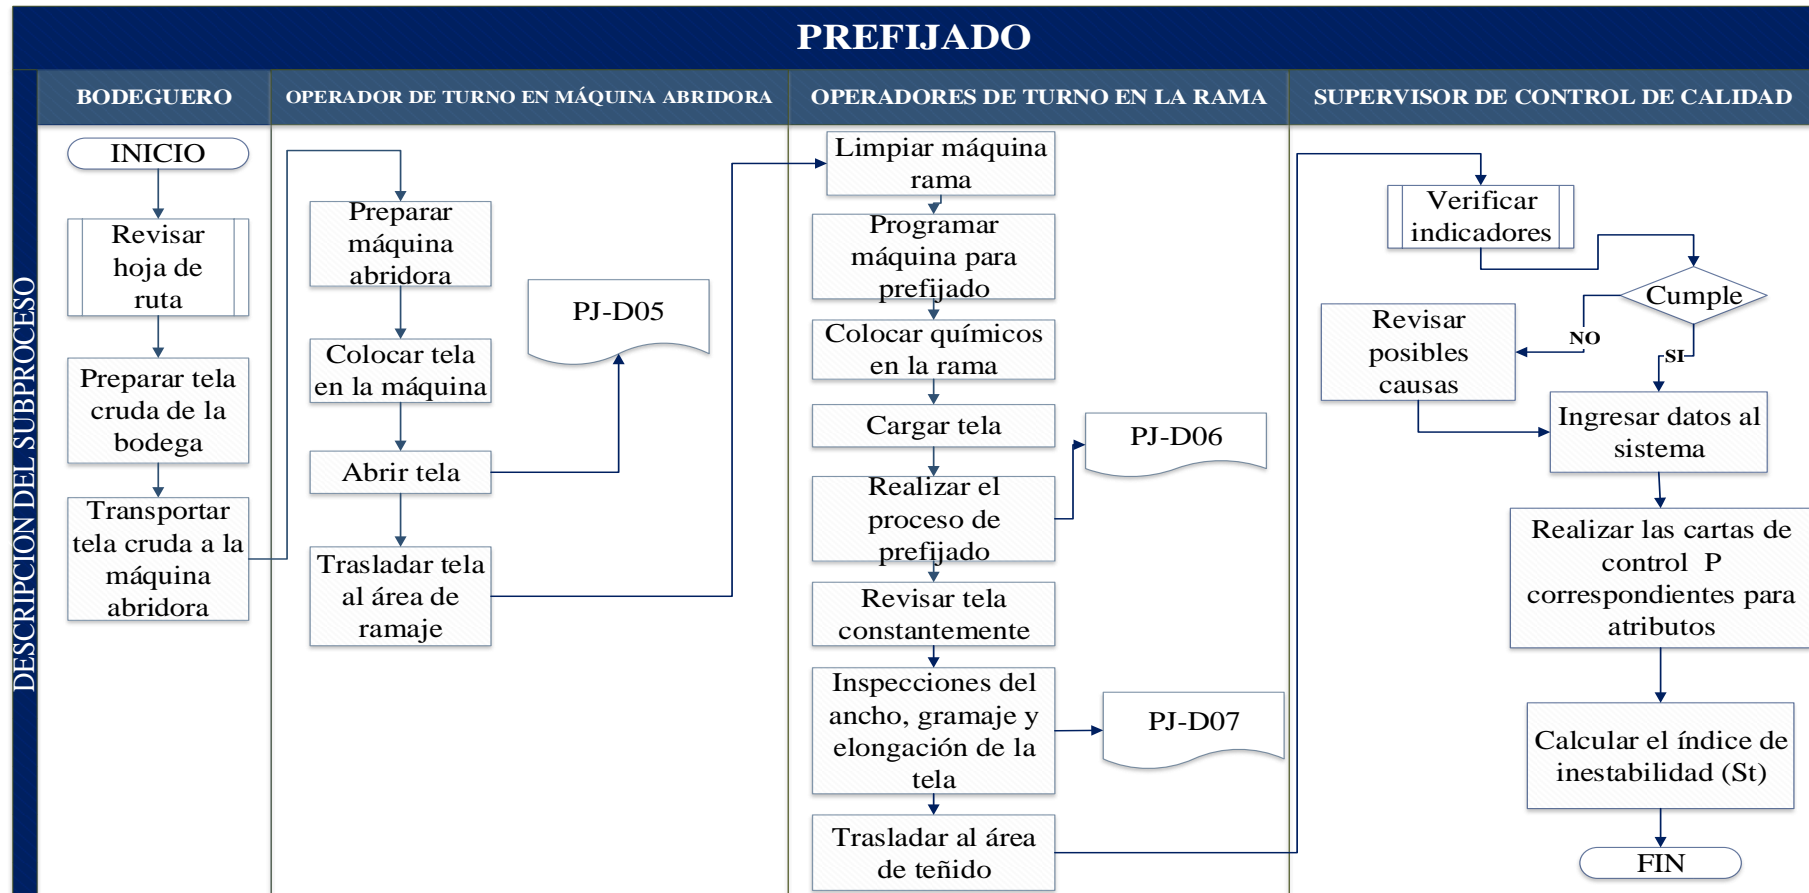 PREFIJADO
DESCRIPCION DEL SUBPROCESO
BODEGUERO
INICIO
Revisar
hoja de
ruta
Preparar tela
cruda de la
bodega
Transportar
tela cruda a la
máquina
abridora
OPERADOR DE TURNO EN MÁQUINA ABRIDORA
Preparar
máquina
abridora
Colocar tela
en la máquina
Abrir tela
PJ-D05
Trasladar tela
al área de
ramaje
OPERADORES DE TURNO EN LA RAMA
Limpiar máquina
rama
Programar
máquina para
prefijado
Colocar químicos
en la rama
Cargar tela
Realizar el
proceso de
prefijado
PJ-D06
Revisar tela
constantemente
Inspecciones del
ancho, gramaje y
elongación de la
tela
PJ-D07
Trasladar al área
de teñido
SUPERVISOR DE CONTROL DE CALIDAD
Verificar
indicadores
Cumple
NO
SI
Revisar
posibles
causas
Ingresar datos al
sistema
Realizar las cartas de
control P
correspondientes para
atributos
Calcular el índice de
inestabilidad (St)
FIN